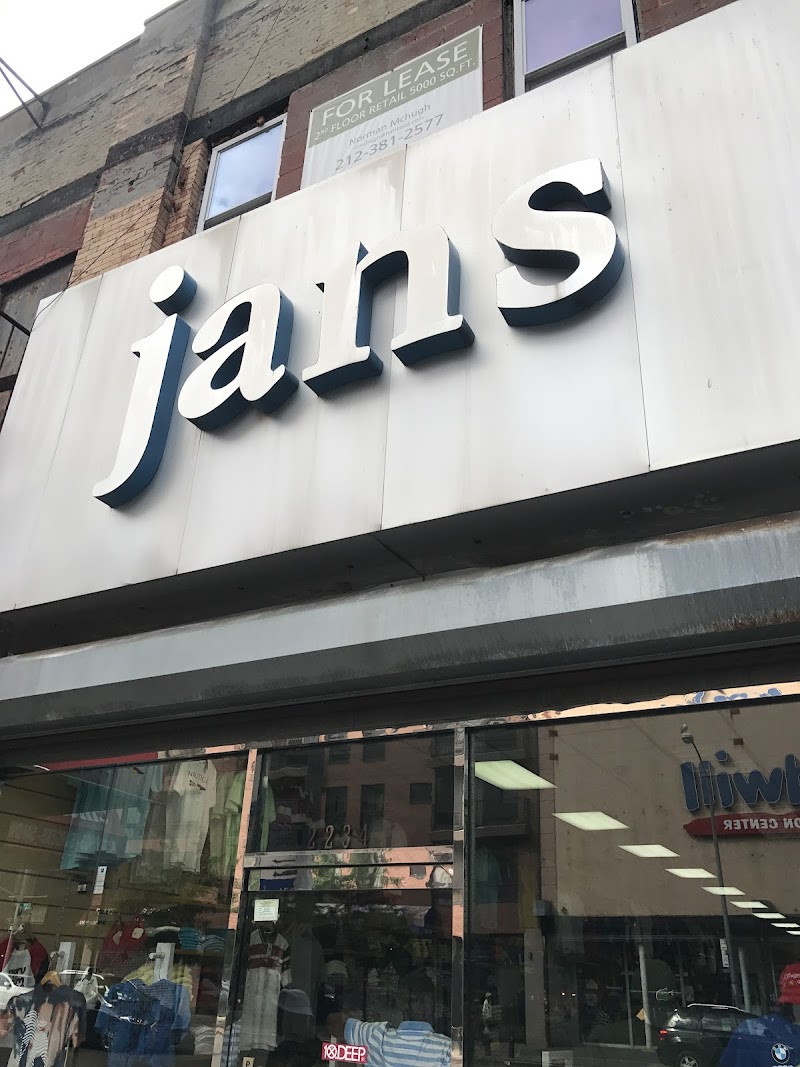 FOR LEASE
2ND FLOOR RETAIL 5000 SQ.FT.
Norman Mchugh
212-381-2577
jans
2234
10.DEEP